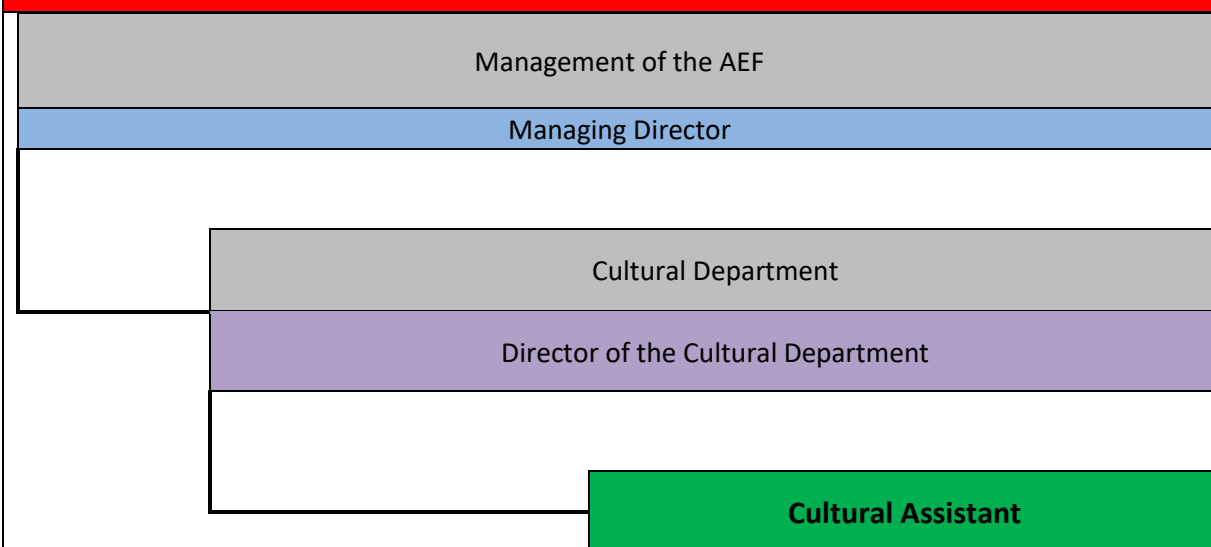 Management of the AEF
Managing Director
Cultural Department
Director of the Cultural Department
Cultural Assistant